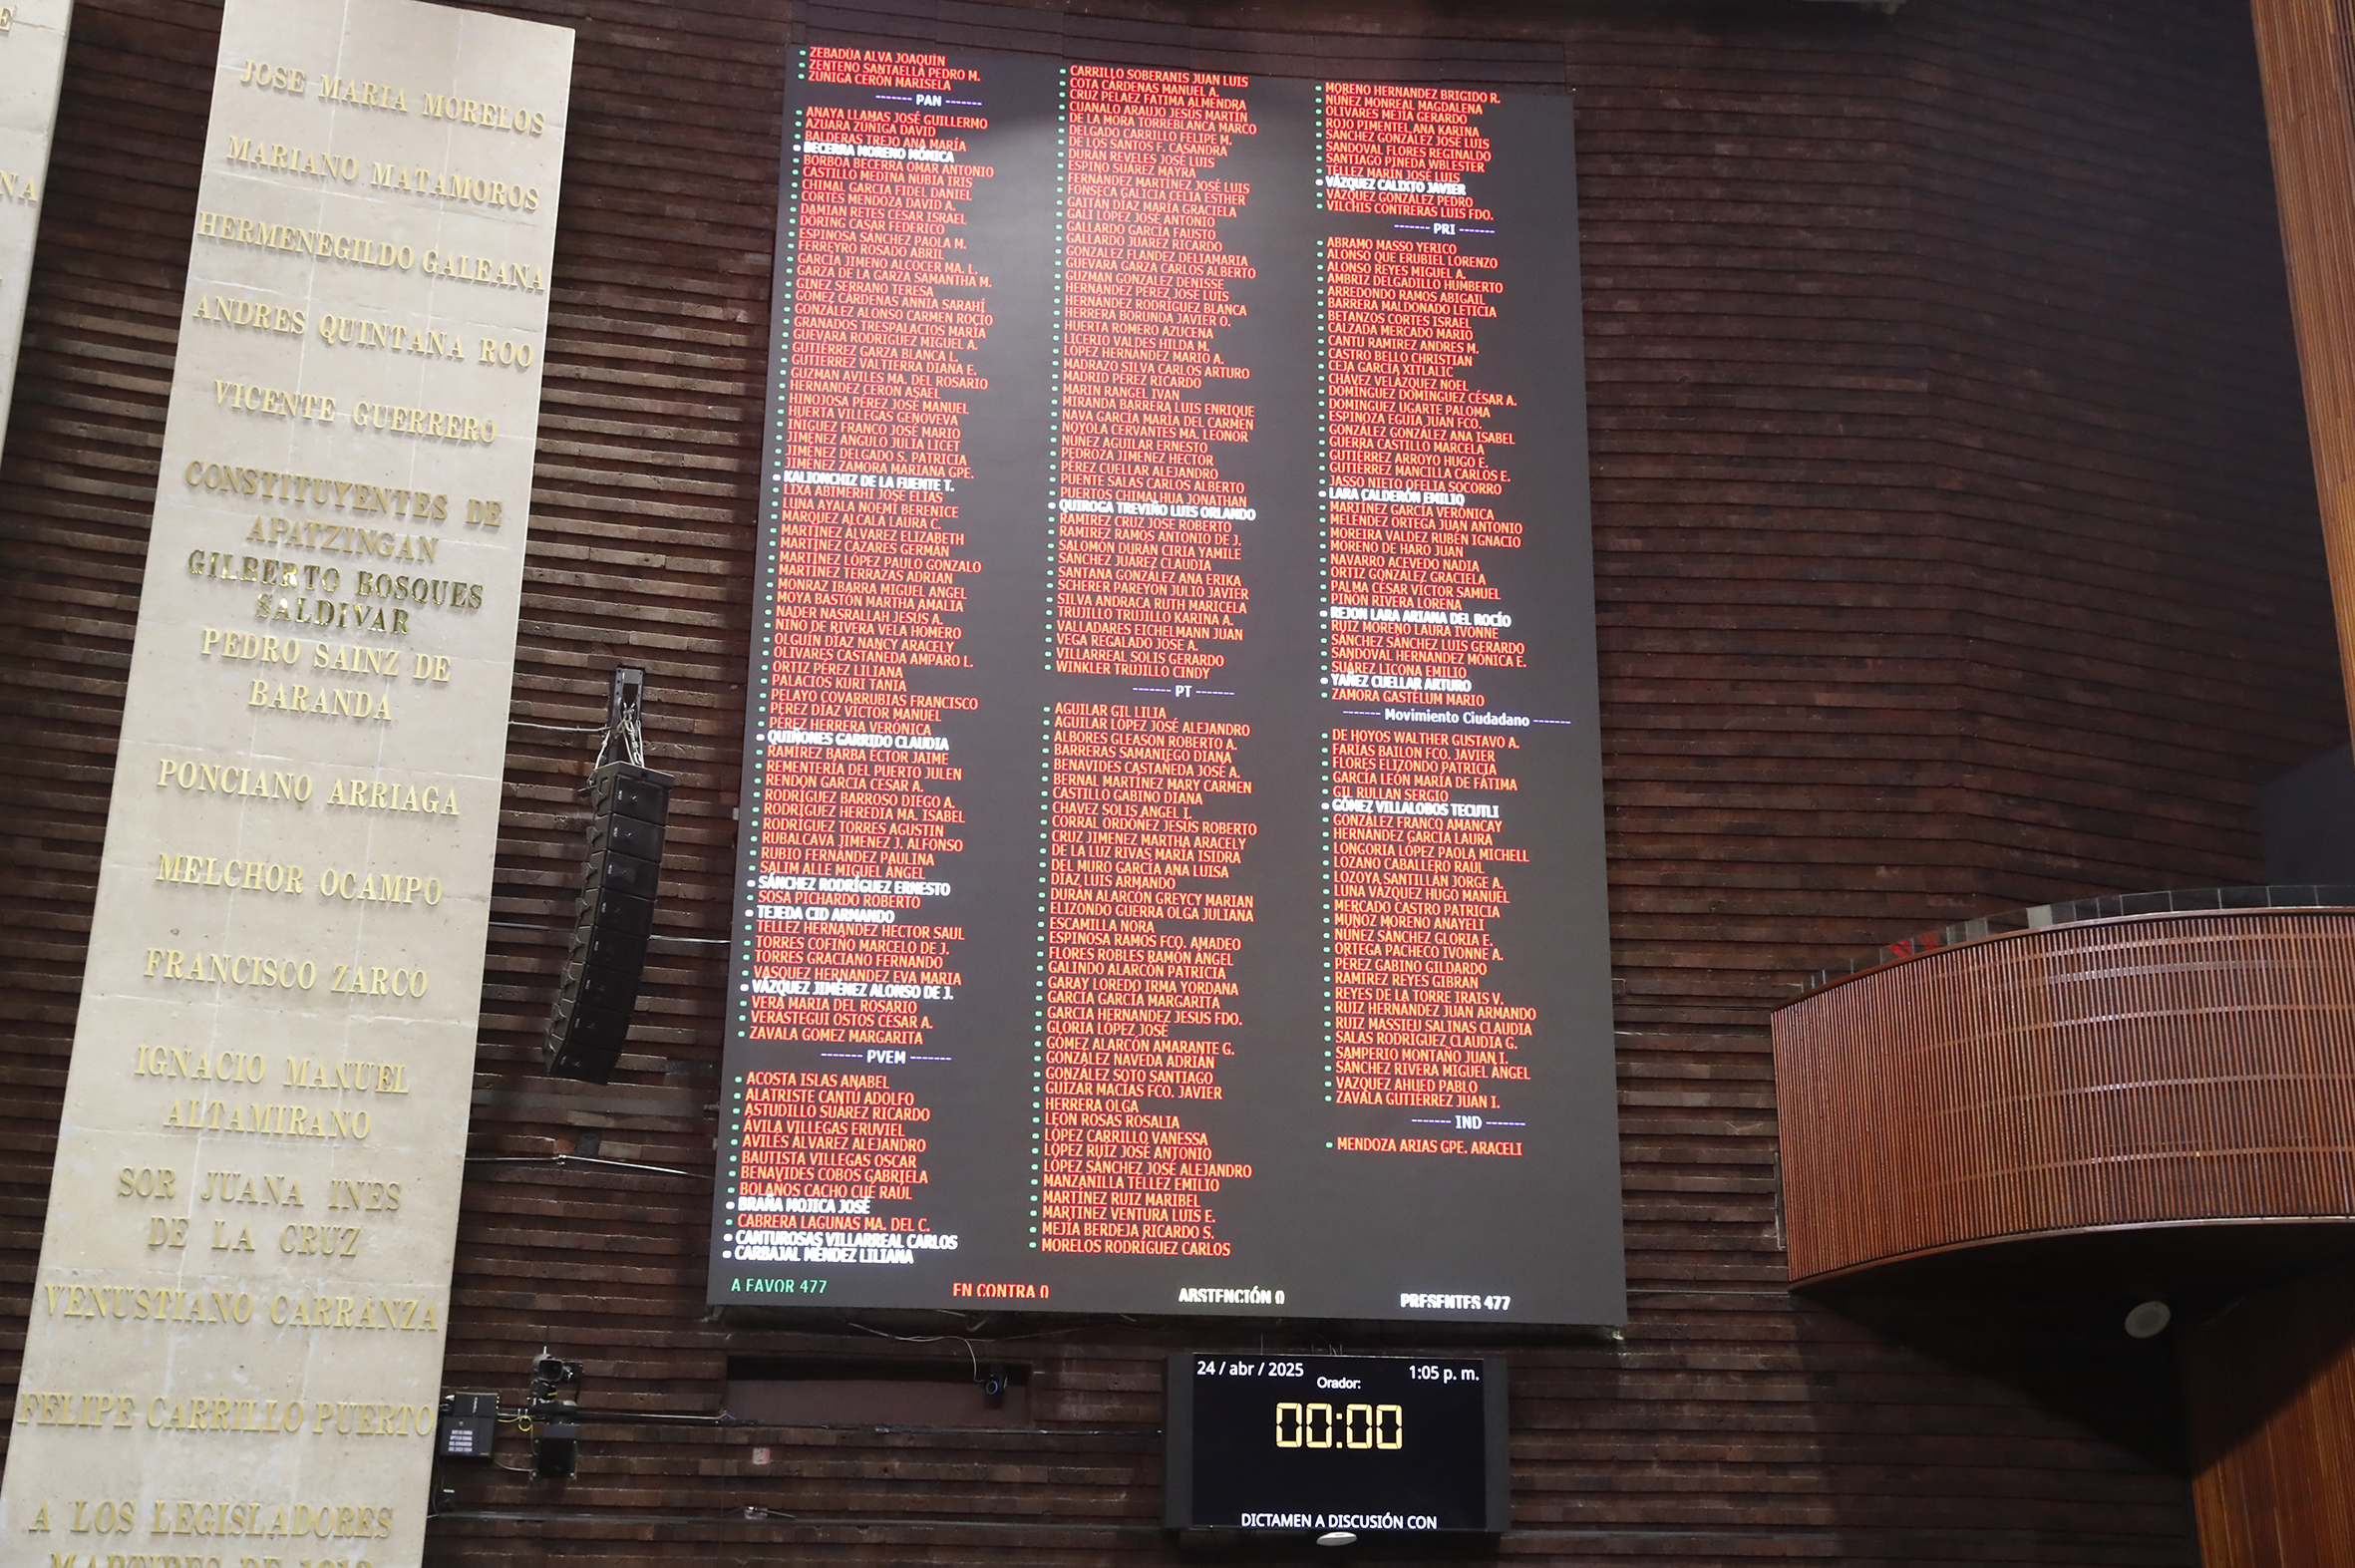 JOSE MARIA MORELOS
MARIANO MATAMOROS
HERMENEGILDO GALEANA
ANDRES QUINTANA ROO
VICENTE GUERRERO
CONSTITUYENTES DE
APATZINGAN
GILBERTO BOSQUES
SALDIVAR
PEDRO SAINZ DE
BARANDA
PONCIANO ARRIAGA
MELCHOR OCAMPO
FRANCISCO ZARCO
IGNACIO MANUEL
ALTAMIRANO
SOR JUANA INES
DE LA CRUZ
VENUSTIANO CARRANZA
FELIPE CARRILLO PUERTO
A LOS LEGISLADORES
MARTIRES DE 1913
ZEBADÚA ALVA JOAQUÍN
ZENTENO SANTAELLA PEDRO M.
ZÚÑIGA CERÓN MARISELA
------- PAN -------
ANAYA LLAMAS JOSÉ GUILLERMO
AZUARA ZÚÑIGA DAVID
BALDERAS TREJO ANA MARÍA
BECERRA MORENO MÓNICA
BORBOA BECERRA OMAR ANTONIO
CASTILLO MEDINA NUBIA IRIS
CHIMAL GARCÍA FIDEL DANIEL
CORTÉS MENDOZA DAVID A.
DAMIÁN RETES CÉSAR ISRAEL
DÖRING CASAR FEDERICO
ESPINOSA SÁNCHEZ PAOLA M.
FERREYRO ROSADO ABRIL
GARCÍA JIMENO ALCOCER MA. L.
GARZA DE LA GARZA SAMANTHA M.
GINEZ SERRANO TERESA
GÓMEZ CÁRDENAS ANNIA SARAHÍ
GONZÁLEZ ALONSO CARMEN ROCÍO
GRANADOS TRESPALACIOS MARÍA
GUEVARA RODRÍGUEZ MIGUEL A.
GUTIÉRREZ GARZA BLANCA L.
GUTIÉRREZ VALTIERRA DIANA E.
GUZMÁN AVILÉS MA. DEL ROSARIO
HERNÁNDEZ CERÓN ASAEL
HINOJOSA PÉREZ JOSÉ MANUEL
HUERTA VILLEGAS GENOVEVA
ÍÑIGUEZ FRANCO JOSÉ MARIO
JIMÉNEZ ANGULO JULIA LICET
JIMÉNEZ DELGADO S. PATRICIA
JIMÉNEZ ZAMORA MARIANA GPE.
KALIONCHIZ DE LA FUENTE T.
LIXA ABIMERHI JOSÉ ELÍAS
LUNA AYALA NOEMÍ BERENICE
MÁRQUEZ ALCALÁ LAURA C.
MARTÍNEZ ÁLVAREZ ELIZABETH
MARTÍNEZ CÁZARES GERMÁN
MARTÍNEZ LÓPEZ PAULO GONZALO
MARTÍNEZ TERRAZAS ADRIÁN
MONRAZ IBARRA MIGUEL ÁNGEL
MOYA BASTÓN MARTHA AMALIA
NADER NASRALLAH JESÚS A.
NIÑO DE RIVERA VELA HOMERO
OLGUÍN DÍAZ NANCY ARACELY
OLIVARES CASTAÑEDA AMPARO L.
ORTIZ PÉREZ LILIANA
PALACIOS KURI TANIA
PELAYO COVARRUBIAS FRANCISCO
PÉREZ DÍAZ VÍCTOR MANUEL
PÉREZ HERRERA VERÓNICA
QUIÑONES GARRIDO CLAUDIA
RAMÍREZ BARBA ÉCTOR JAIME
REMENTERÍA DEL PUERTO JULEN
RENDÓN GARCÍA CÉSAR A.
RODRÍGUEZ BARROSO DIEGO A.
RODRÍGUEZ HEREDIA MA. ISABEL
RODRÍGUEZ TORRES AGUSTÍN
RUBALCAVA JIMÉNEZ J. ALFONSO
RUBIO FERNÁNDEZ PAULINA
SALIM ALLE MIGUEL ÁNGEL
SÁNCHEZ RODRÍGUEZ ERNESTO
SOSA PICHARDO ROBERTO
TEJEDA CID ARMANDO
TÉLLEZ HERNÁNDEZ HÉCTOR SAÚL
TORRES COFIÑO MARCELO DE J.
TORRES GRACIANO FERNANDO
VÁSQUEZ HERNÁNDEZ EVA MARÍA
VÁZQUEZ JIMÉNEZ ALONSO DE J.
VERA MARÍA DEL ROSARIO
VERÁSTEGUI OSTOS CÉSAR A.
ZAVALA GÓMEZ MARGARITA
------- PVEM -------
ACOSTA ISLAS ANABEL
ALATRISTE CANTÚ ADOLFO
ASTUDILLO SUÁREZ RICARDO
ÁVILA VILLEGAS ERUVIEL
AVILÉS ÁLVAREZ ALEJANDRO
BAUTISTA VILLEGAS OSCAR
BENAVIDES COBOS GABRIELA
BOLAÑOS CACHO CUÉ RAÚL
BRAÑA MOJICA JOSÉ
CABRERA LAGUNAS MA. DEL C.
CANTUROSAS VILLARREAL CARLOS
CARBAJAL MÉNDEZ LILIANA
CARRILLO SOBERANIS JUAN LUIS
COTA CÁRDENAS MANUEL A.
CRUZ PELÁEZ FÁTIMA ALMENDRA
CUANALO ARAUJO JESÚS MARTÍN
DE LA MORA TORREBLANCA MARCO
DELGADO CARRILLO FELIPE M.
DE LOS SANTOS F. CASANDRA
DURÁN REVELES JOSÉ LUIS
ESPINO SUÁREZ MAYRA
FERNÁNDEZ MARTÍNEZ JOSÉ LUIS
FONSECA GALICIA CELIA ESTHER
GAITÁN DÍAZ MARÍA GRACIELA
GALI LÓPEZ JOSÉ ANTONIO
GALLARDO GARCÍA FAUSTO
GALLARDO JUÁREZ RICARDO
GONZÁLEZ FLANDEZ DELIAMARIA
GUEVARA GARZA CARLOS ALBERTO
GUZMÁN GONZÁLEZ DENISSE
HERNÁNDEZ PÉREZ JOSÉ LUIS
HERNÁNDEZ RODRÍGUEZ BLANCA
HERRERA BORUNDA JAVIER O.
HUERTA ROMERO AZUCENA
LICERIO VALDÉS HILDA M.
LÓPEZ HERNÁNDEZ MARIO A.
MADRAZO SILVA CARLOS ARTURO
MADRID PÉREZ RICARDO
MARÍN RANGEL IVÁN
MIRANDA BARRERA LUIS ENRIQUE
NAVA GARCÍA MARÍA DEL CARMEN
NOYOLA CERVANTES MA. LEONOR
NÚÑEZ AGUILAR ERNESTO
PEDROZA JIMÉNEZ HÉCTOR
PÉREZ CUÉLLAR ALEJANDRO
PUENTE SALAS CARLOS ALBERTO
PUERTOS CHIMALHUA JONATHAN
QUIROGA TREVIÑO LUIS ORLANDO
RAMÍREZ CRUZ JOSÉ ROBERTO
RAMÍREZ RAMOS ANTONIO DE J.
SALOMÓN DURÁN CIRIA YAMILE
SÁNCHEZ JUÁREZ CLAUDIA
SANTANA GONZÁLEZ ANA ERIKA
SCHERER PAREYON JULIO JAVIER
SILVA ANDRACA RUTH MARICELA
TRUJILLO TRUJILLO KARINA A.
VALLADARES EICHELMANN JUAN
VEGA REGALADO JOSÉ A.
VILLARREAL SOLÍS GERARDO
WINKLER TRUJILLO CINDY
------- PT -------
AGUILAR GIL LILIA
AGUILAR LÓPEZ JOSÉ ALEJANDRO
ALBORES GLEASON ROBERTO A.
BARRERAS SAMANIEGO DIANA
BENAVIDES CASTAÑEDA JOSÉ A.
BERNAL MARTÍNEZ MARY CARMEN
CASTILLO GABINO DIANA
CHÁVEZ SOLÍS ÁNGEL I.
CORRAL ORDÓÑEZ JESÚS ROBERTO
CRUZ JIMÉNEZ MARTHA ARACELY
DE LA LUZ RIVAS MARÍA ISIDRA
DEL MURO GARCÍA ANA LUISA
DÍAZ LUIS ARMANDO
DURÁN ALARCÓN GREYCY MARIAN
ELIZONDO GUERRA OLGA JULIANA
ESCAMILLA NORA
ESPINOSA RAMOS FCO. AMADEO
FLORES ROBLES RAMÓN ÁNGEL
GALINDO ALARCÓN PATRICIA
GARAY LOREDO IRMA YORDANA
GARCÍA GARCÍA MARGARITA
GARCÍA HERNÁNDEZ JESÚS FDO.
GLORIA LÓPEZ JOSÉ
GÓMEZ ALARCÓN AMARANTE G.
GONZÁLEZ NAVEDA ADRIÁN
GONZÁLEZ SOTO SANTIAGO
GUÍZAR MACÍAS FCO. JAVIER
HERRERA OLGA
LEÓN ROSAS ROSALÍA
LÓPEZ CARRILLO VANESSA
LÓPEZ RUÍZ JOSÉ ANTONIO
LÓPEZ SÁNCHEZ JOSÉ ALEJANDRO
MANZANILLA TÉLLEZ EMILIO
MARTÍNEZ RUIZ MARIBEL
MARTÍNEZ VENTURA LUIS E.
MEJÍA BERDEJA RICARDO S.
MORELOS RODRÍGUEZ CARLOS
MORENO HERNÁNDEZ BRIGIDO R.
NÚÑEZ MONREAL MAGDALENA
OLIVARES MEJÍA GERARDO
ROJO PIMENTEL ANA KARINA
SÁNCHEZ GONZÁLEZ JOSÉ LUIS
SANDOVAL FLORES REGINALDO
SANTIAGO PINEDA WBLESTER
TÉLLEZ MARÍN JOSÉ LUIS
VÁZQUEZ CALIXTO JAVIER
VÁZQUEZ GONZÁLEZ PEDRO
VILCHIS CONTRERAS LUIS FDO.
------- PRI -------
ABRAMO MASSO YERICO
ALONSO QUE ERUBIEL LORENZO
ALONSO REYES MIGUEL A.
AMBRIZ DELGADILLO HUMBERTO
ARREDONDO RAMOS ABIGAIL
BARRERA MALDONADO LETICIA
BETANZOS CORTES ISRAEL
CALZADA MERCADO MARIO
CANTÚ RAMÍREZ ANDRÉS M.
CASTRO BELLO CHRISTIAN
CEJA GARCÍA XITLALIC
CHÁVEZ VELÁZQUEZ NOEL
DOMÍNGUEZ DOMÍNGUEZ CÉSAR A.
DOMÍNGUEZ UGARTE PALOMA
ESPINOZA EGUIA JUAN FCO.
GONZÁLEZ GONZÁLEZ ANA ISABEL
GUERRA CASTILLO MARCELA
GUTIÉRREZ ARROYO HUGO E.
GUTIÉRREZ MANCILLA CARLOS E.
JASSO NIETO OFELIA SOCORRO
LARA CALDERÓN EMILIO
MARTÍNEZ GARCÍA VERÓNICA
MELÉNDEZ ORTEGA JUAN ANTONIO
MOREIRA VALDEZ RUBÉN IGNACIO
MORENO DE HARO JUAN
NAVARRO ACEVEDO NADIA
ORTIZ GONZÁLEZ GRACIELA
PALMA CÉSAR VÍCTOR SAMUEL
PIÑÓN RIVERA LORENA
REJÓN LARA ARIANA DEL ROCÍO
RUIZ MORENO LAURA IVONNE
SÁNCHEZ SÁNCHEZ LUIS GERARDO
SANDOVAL HERNÁNDEZ MÓNICA E.
SUÁREZ LICONA EMILIO
YÁÑEZ CUELLAR ARTURO
ZAMORA GASTÉLUM MARIO
------- Movimiento Ciudadano -------
DE HOYOS WALTHER GUSTAVO A.
FARÍAS BAILÓN FCO. JAVIER
FLORES ELIZONDO PATRICIA
GARCÍA LEÓN MARÍA DE FÁTIMA
GIL RULLAN SERGIO
GÓMEZ VILLALOBOS TECUTLI
GONZÁLEZ FRANCO AMANCAY
HERNÁNDEZ GARCÍA LAURA
LONGORIA LÓPEZ PAOLA MICHELL
LOZANO CABALLERO RAÚL
LOZOYA SANTILLÁN JORGE A.
LUNA VÁZQUEZ HUGO MANUEL
MERCADO CASTRO PATRICIA
MUÑOZ MORENO ANAYELI
NÚÑEZ SÁNCHEZ GLORIA E.
ORTEGA PACHECO IVONNE A.
PÉREZ GABINO GILDARDO
RAMÍREZ REYES GIBRÁN
REYES DE LA TORRE IRAIS V.
RUIZ HERNÁNDEZ JUAN ARMANDO
RUIZ MASSIEU SALINAS CLAUDIA
SALAS RODRÍGUEZ CLAUDIA G.
SAMPERIO MONTAÑO JUAN I.
SÁNCHEZ RIVERA MIGUEL ÁNGEL
VÁZQUEZ AHUED PABLO
ZAVALA GUTIÉRREZ JUAN I.
------- IND -------
MENDOZA ARIAS GPE. ARACELI
A FAVOR 477
EN CONTRA 0
ABSTENCIÓN 0
PRESENTES 477
24 / abr / 2025
1:05 p. m.
Orador:
00:00
DICTAMEN A DISCUSIÓN CON